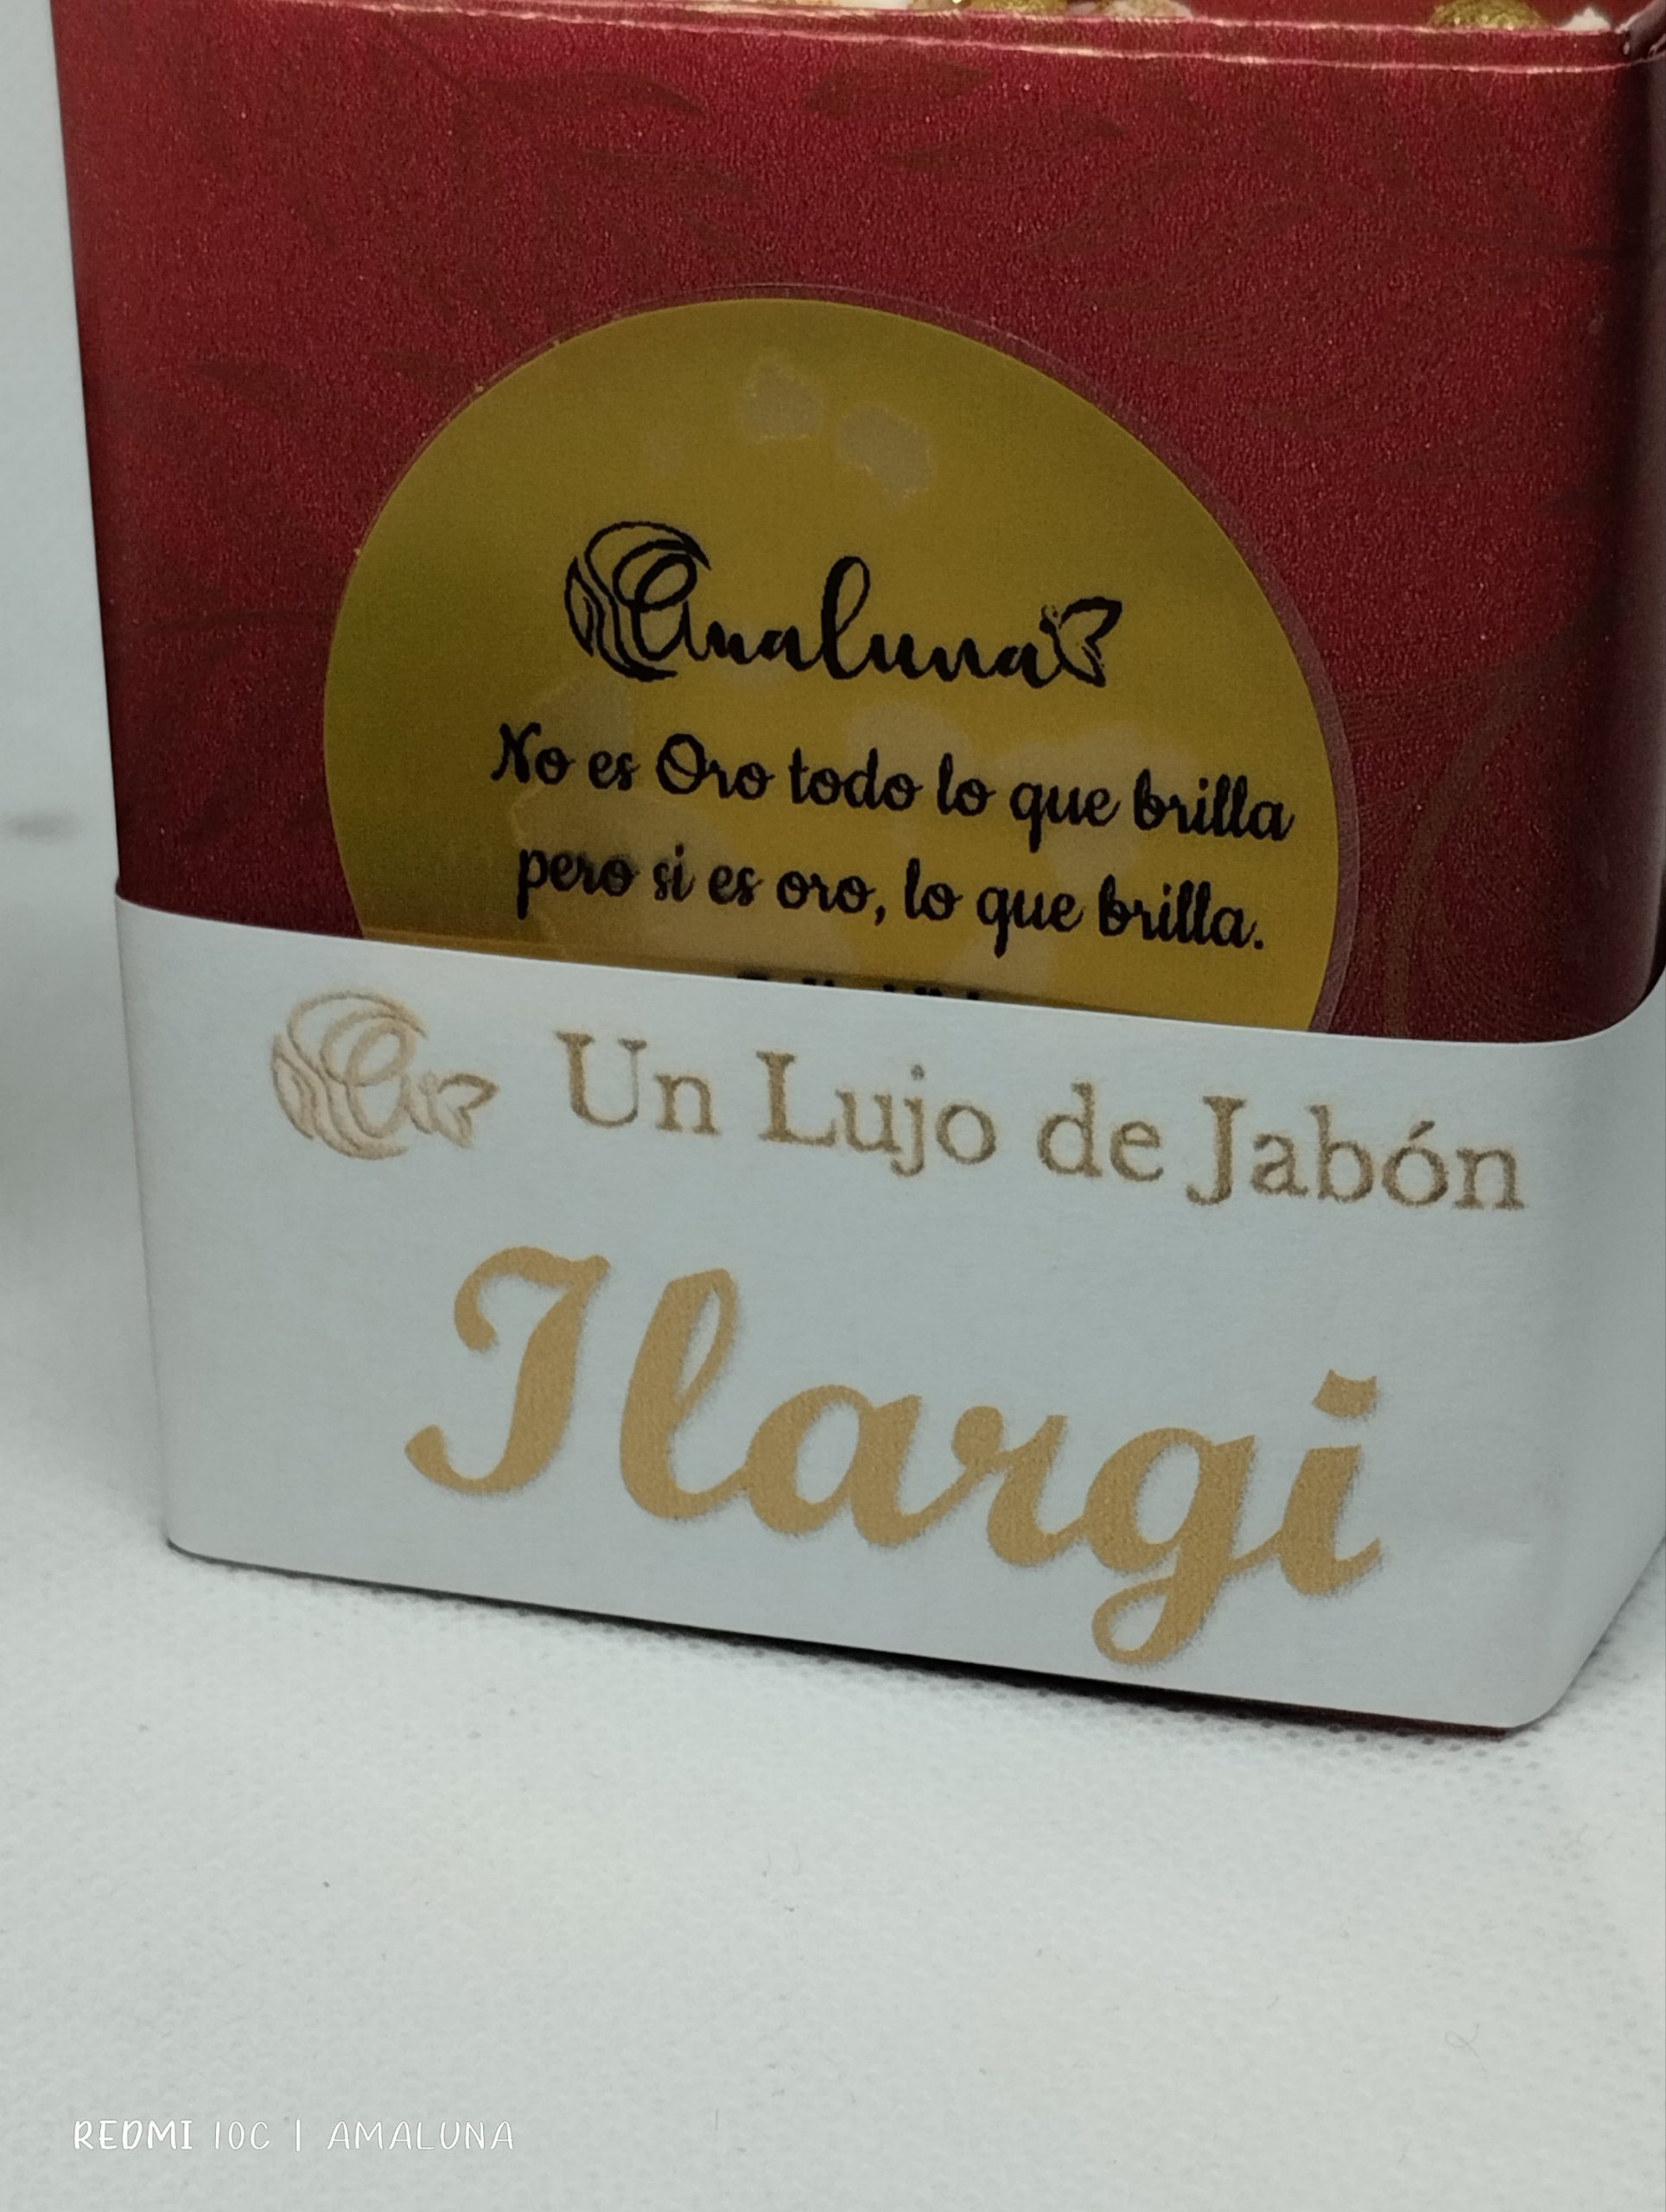 Analuna
No es Oro todo lo que brilla
pero si es oro, lo que brilla.
Un Lujo de Jabón
Ilargi
REDMI 10C | AMALUNA